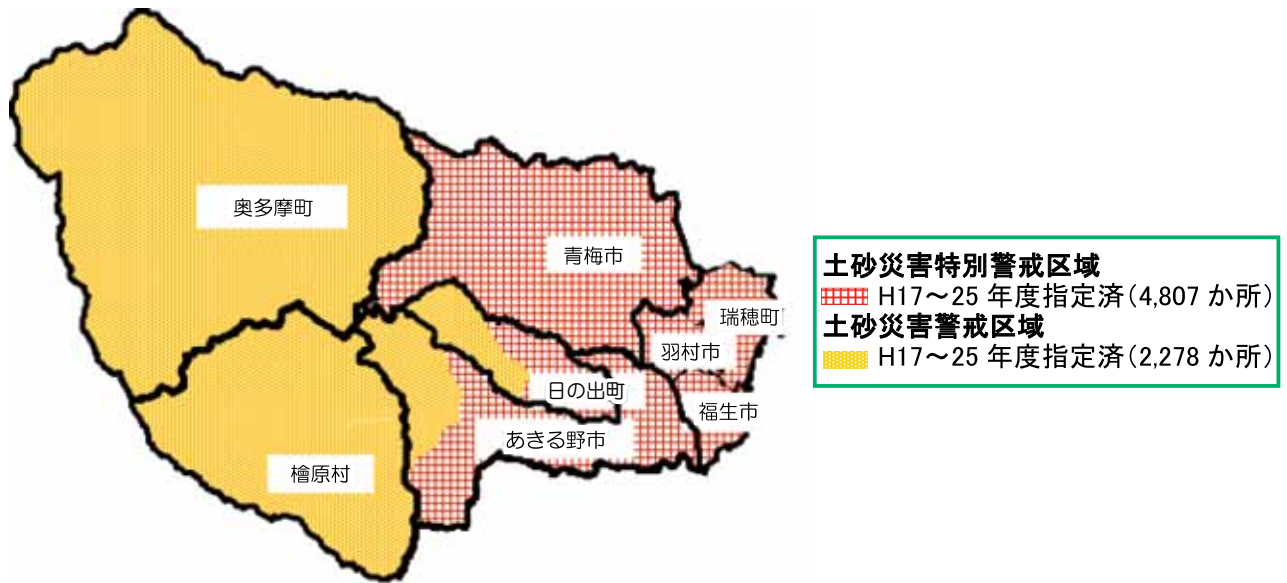 奥多摩町
青梅市
瑞穂町
羽村市
日の出町
福生市
あきる野市
檜原村
土砂災害特別警戒区域
H17～25 年度指定済(4,807 か所)
土砂災害警戒区域
H17～25 年度指定済(2,278 か所)